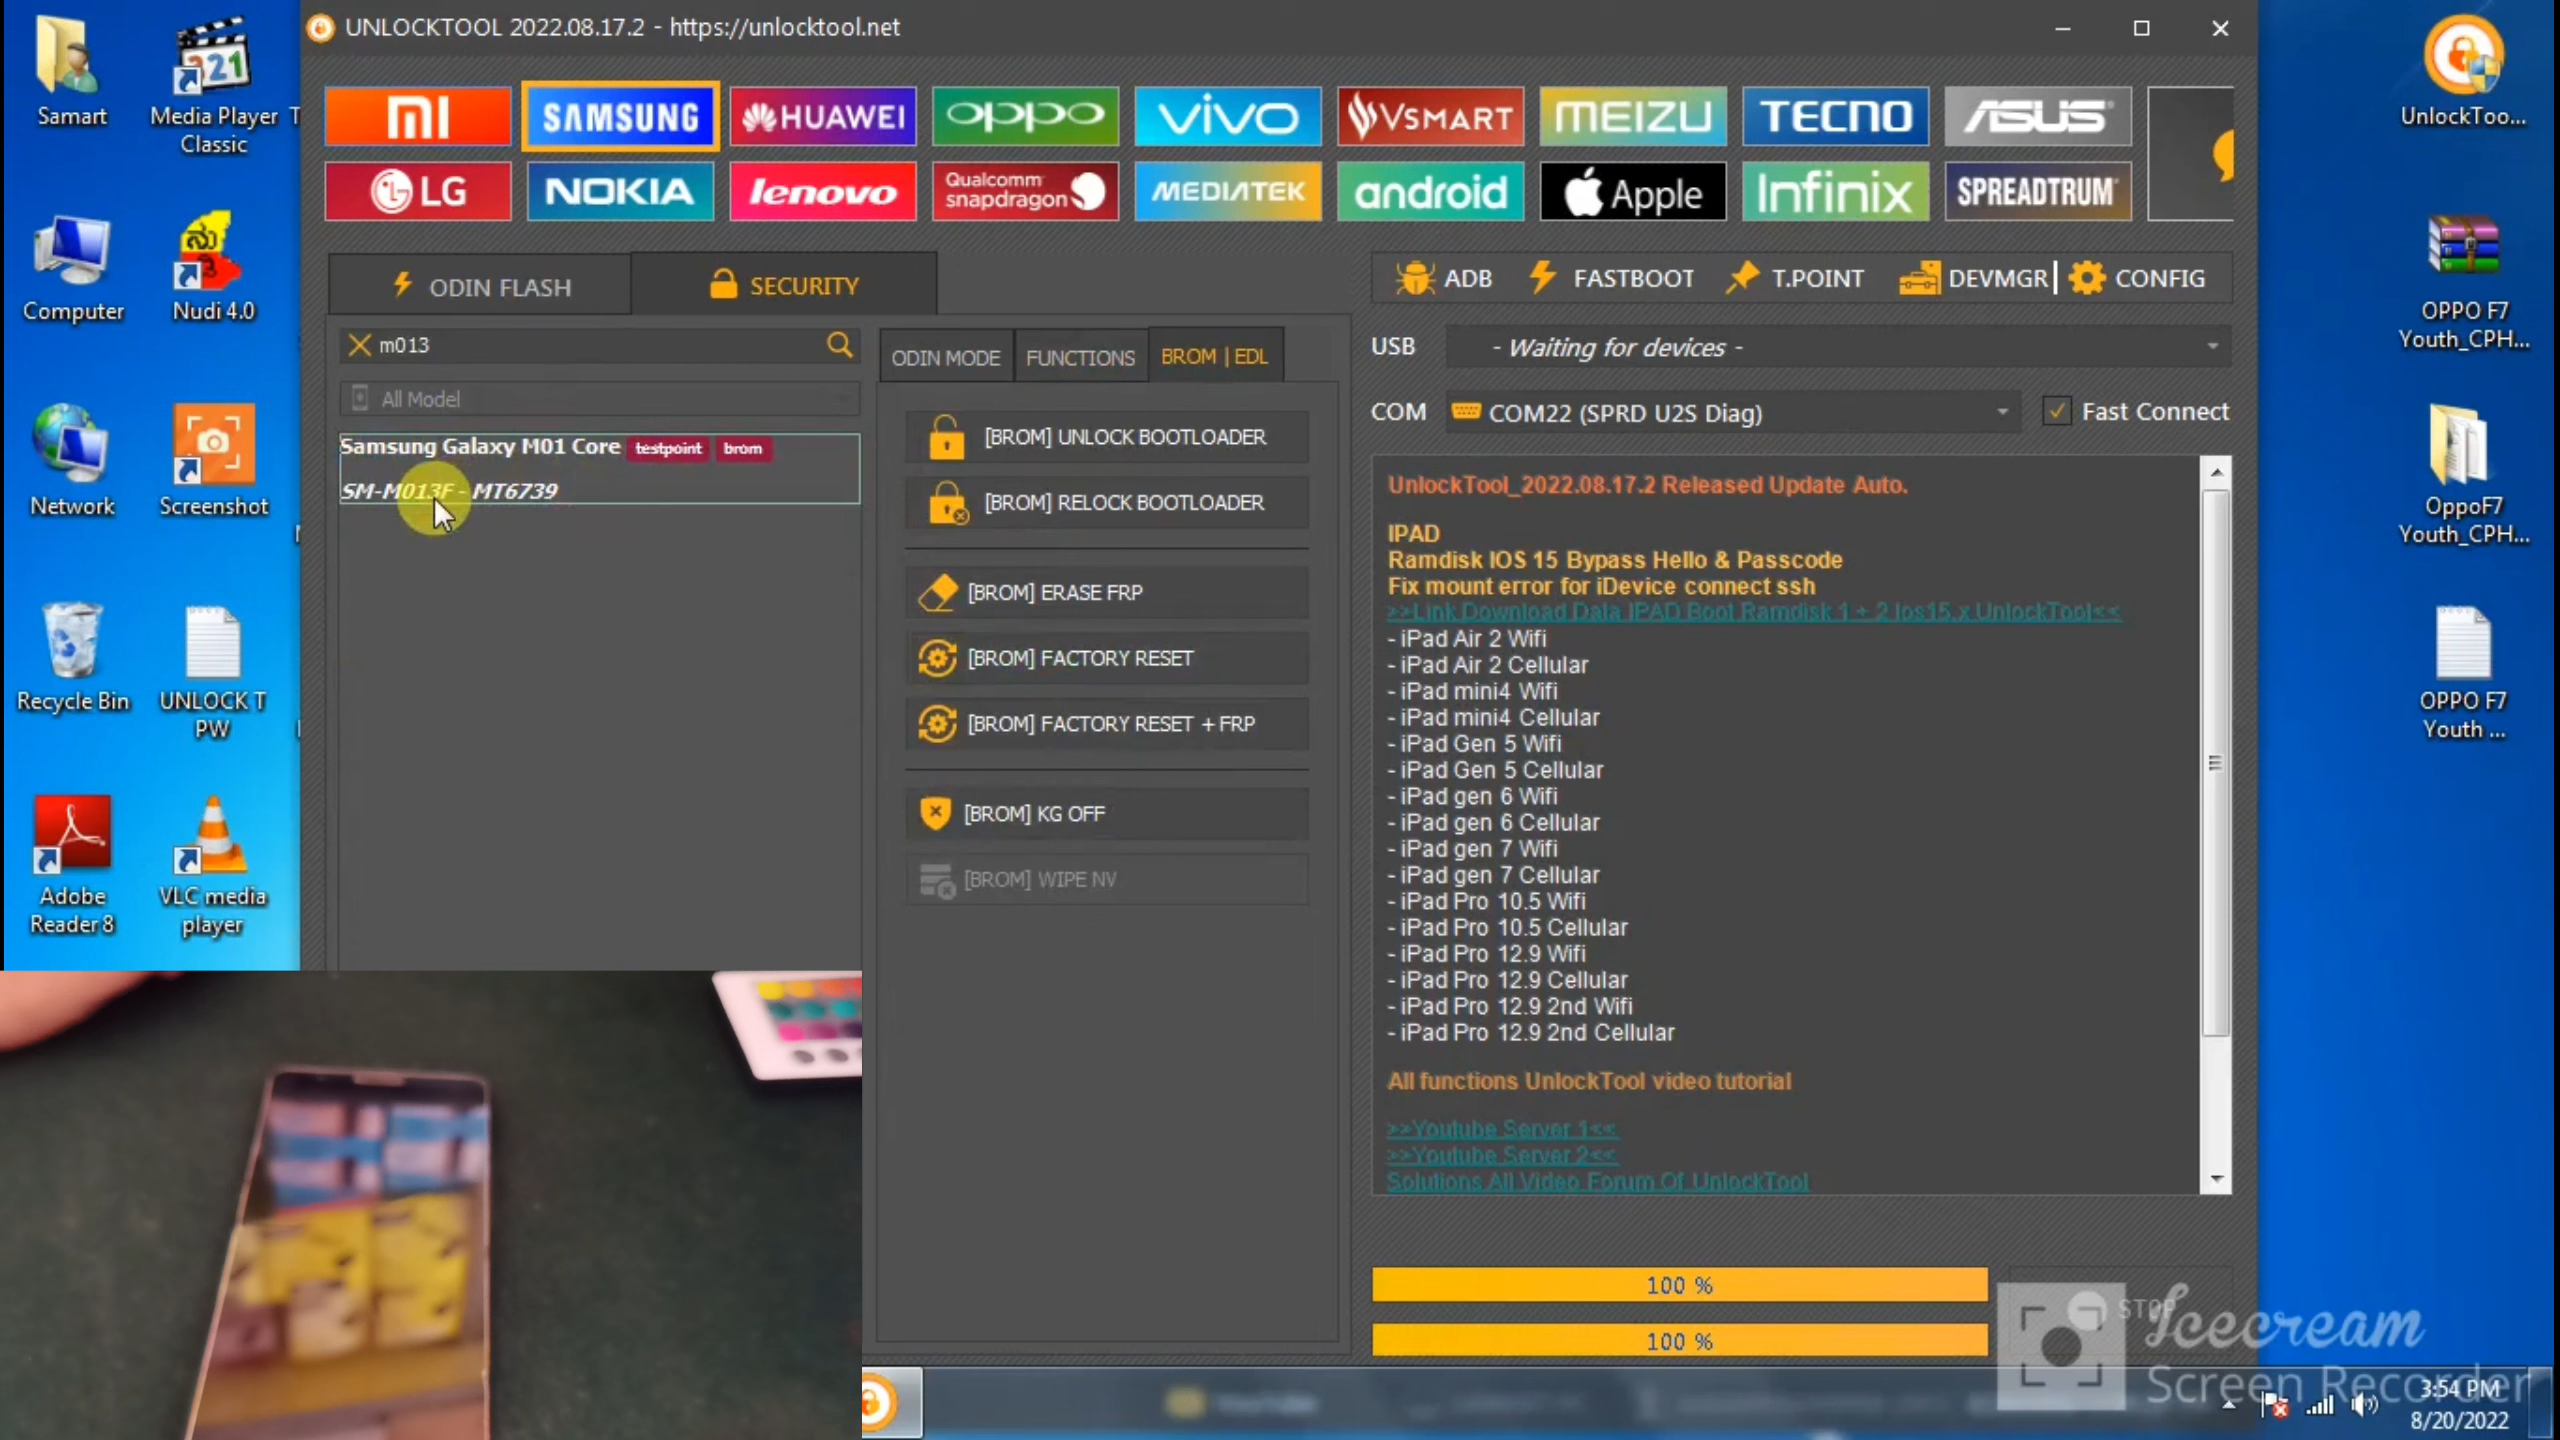 UNLOCKTOOL 2022.08.17.2 - https://unlocktool.net
Samart
Media Player Classic
T
Computer
Nudi 4.0
Network
Screenshot
Recycle Bin
UNLOCK T PW
Adobe Reader 8
VLC media player
UnlockToo...
OPPO F7 Youth_CPH...
OppoF7 Youth_CPH...
OPPO F7 Youth ...
MI
SAMSUNG
HUAWEI
oppo
vivo
VSMART
MEIZU
TECNO
ASUS
LG
NOKIA
lenovo
Qualcomm snapdragon
MEDIATEK
android
Apple
Infinix
SPREADTRUM
ODIN FLASH
SECURITY
ADB
FASTBOOT
T.POINT
DEVMGR
CONFIG
m013
All Model
Samsung Galaxy M01 Core testpoint brom
SM-M013F - MT6739
ODIN MODE
FUNCTIONS
BROM | EDL
[BROM] UNLOCK BOOTLOADER
[BROM] RELOCK BOOTLOADER
[BROM] ERASE FRP
[BROM] FACTORY RESET
[BROM] FACTORY RESET + FRP
[BROM] KG OFF
[BROM] WIPE NV
USB - Waiting for devices -
COM COM22 (SPRD U2S Diag) Fast Connect
UnlockTool_2022.08.17.2 Released Update Auto.
IPAD
Ramdisk IOS 15 Bypass Hello & Passcode
Fix mount error for iDevice connect ssh
>>Link Download Data IPAD Boot Ramdisk 1 + 2 Ios15.x UnlockTool<<
- iPad Air 2 Wifi
- iPad Air 2 Cellular
- iPad mini4 Wifi
- iPad mini4 Cellular
- iPad Gen 5 Wifi
- iPad Gen 5 Cellular
- iPad gen 6 Wifi
- iPad gen 6 Cellular
- iPad gen 7 Wifi
- iPad gen 7 Cellular
- iPad Pro 10.5 Wifi
- iPad Pro 10.5 Cellular
- iPad Pro 12.9 Wifi
- iPad Pro 12.9 Cellular
- iPad Pro 12.9 2nd Wifi
- iPad Pro 12.9 2nd Cellular
All functions UnlockTool video tutorial
>>Youtube Server 1<<
>>Youtube Server 2<<
Solutions All Video Forum Of UnlockTool
100 %
100 %
STOP
Icecream
Screen Recorder
3:54 PM
8/20/2022